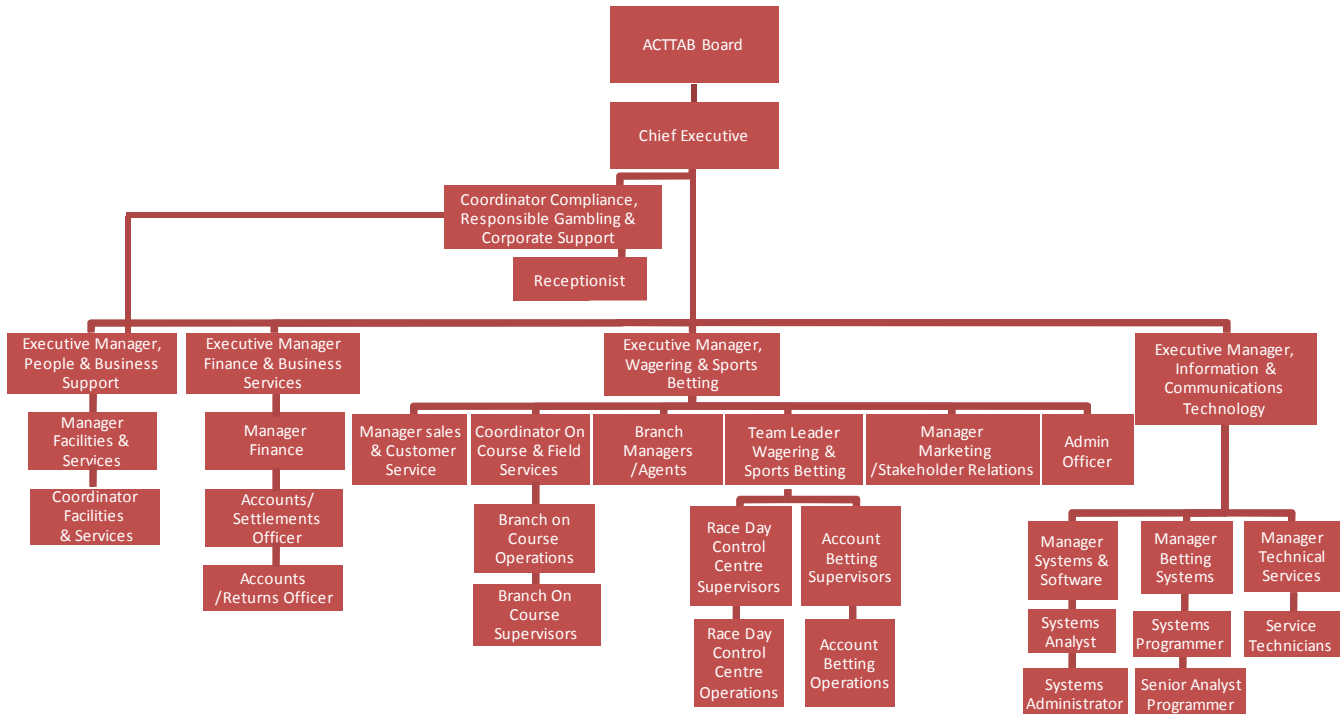 ACTTAB Board
Chief Executive
Coordinator Compliance,
Responsible Gambling &
Corporate Support
Receptionist
Executive Manager,
People & Business
Support
Executive Manager
Finance & Business
Services
Executive Manager,
Wagering & Sports
Betting
Executive Manager,
Information &
Communications
Technology
Manager
Facilities &
Services
Manager
Finance
Manager sales
& Customer
Service
Coordinator On
Course & Field
Services
Branch
Managers
/Agents
Team Leader
Wagering &
Sports Betting
Manager
Marketing
/Stakeholder Relations
Admin
Officer
Coordinator
Facilities
& Services
Accounts/
Settlements
Officer
Accounts
/Returns Officer
Branch on
Course
Operations
Branch On
Course
Supervisors
Race Day
Control
Centre
Supervisors
Account
Betting
Supervisors
Race Day
Control
Centre
Operations
Account
Betting
Operations
Manager
Systems &
Software
Manager
Betting
Systems
Manager
Technical
Services
Systems
Analyst
Systems
Programmer
Service
Technicians
Systems
Administrator
Senior Analyst
Programmer